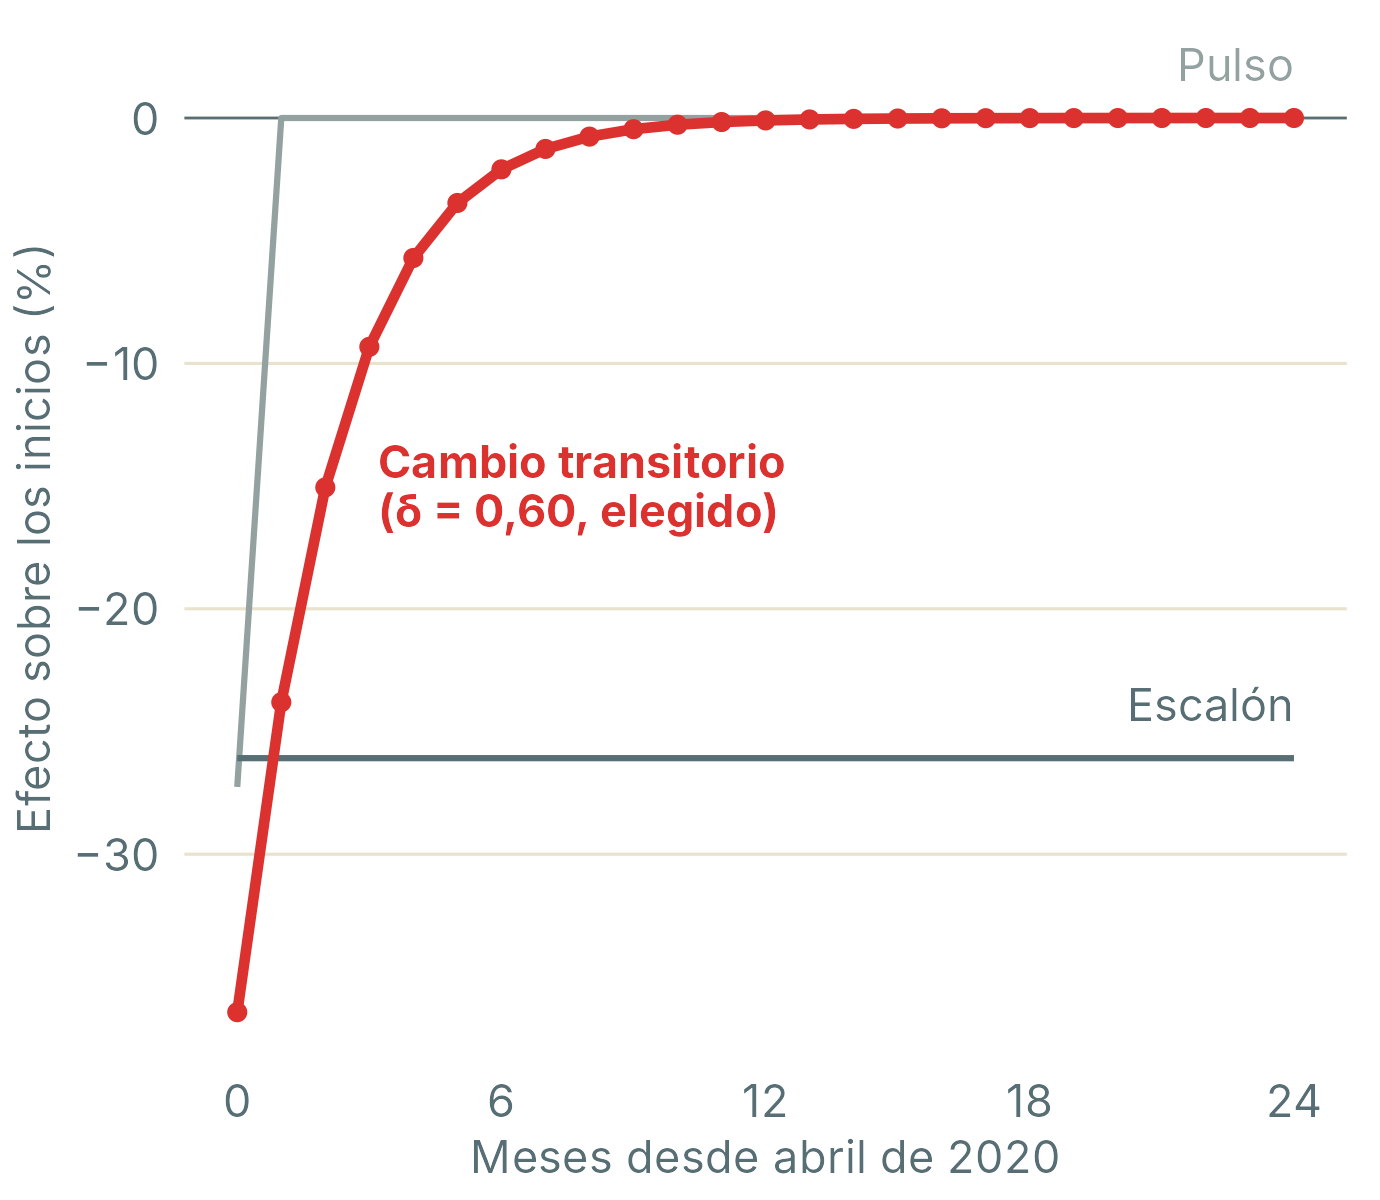 Pulso
0
−10
−20
−30
Efecto sobre los inicios (%)
Cambio transitorio
(δ = 0,60, elegido)
Escalón
0 6 12 18 24
Meses desde abril de 2020